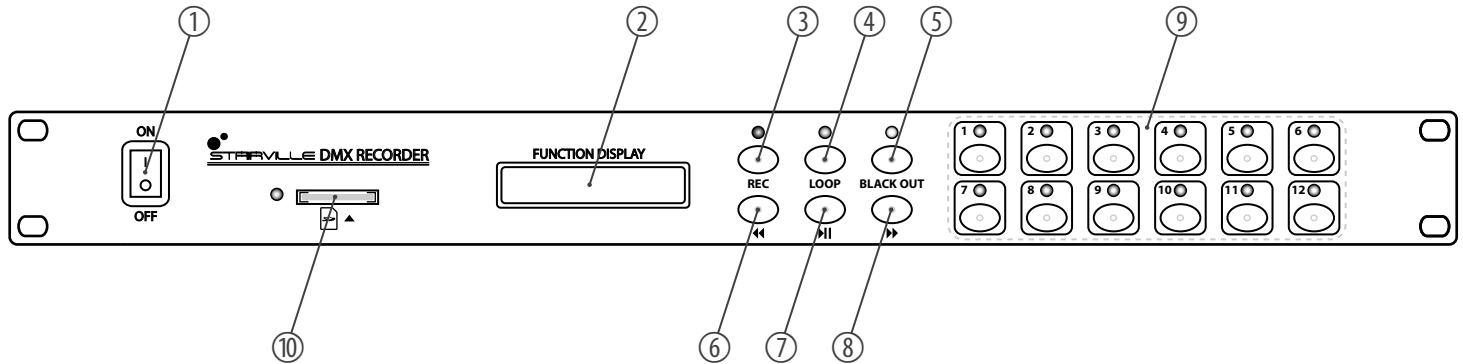 ① ② ③ ④ ⑤ ⑨
ON
OFF
STAIRVILLE DMX RECORDER
FUNCTION DISPLAY
REC LOOP BLACK OUT
1 2 3 4 5 6
7 8 9 10 11 12
⑩ ⑥ ⑦ ⑧